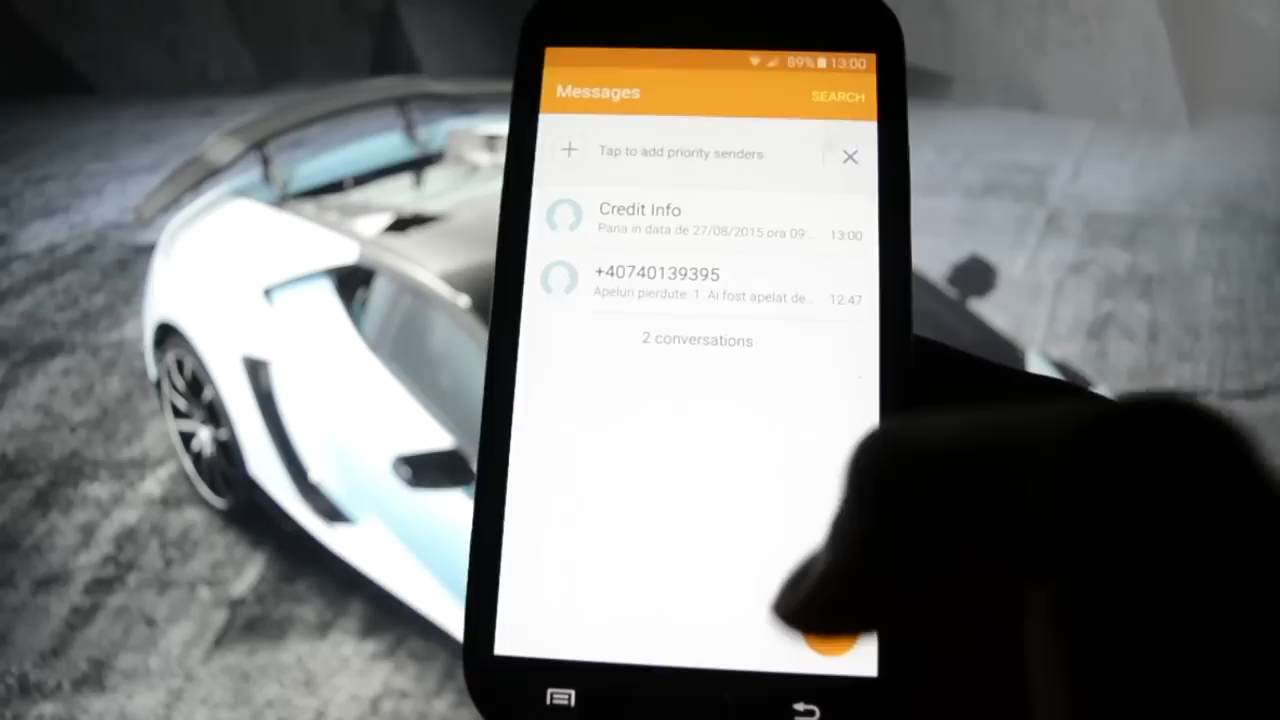 89% 13:00
Messages
SEARCH
Tap to add priority senders
Credit Info
Pana in data de 27/08/2015 ora 09...
13:00
+40740139395
Apeluri pierdute: 1. Ai fost apelat de...
12:47
2 conversations